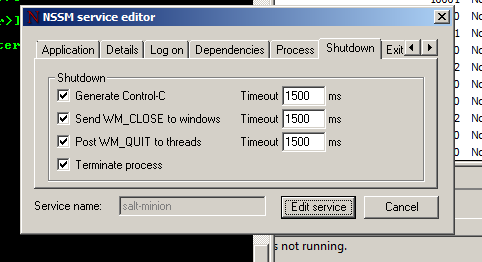 NSSM service editor
Application Details Log on Dependencies Process Shutdown Exit
Shutdown
Generate Control-C Timeout 1500 ms
Send WM_CLOSE to windows Timeout 1500 ms
Post WM_QUIT to threads Timeout 1500 ms
Terminate process
Service name: salt-minion Edit service Cancel
s not running.